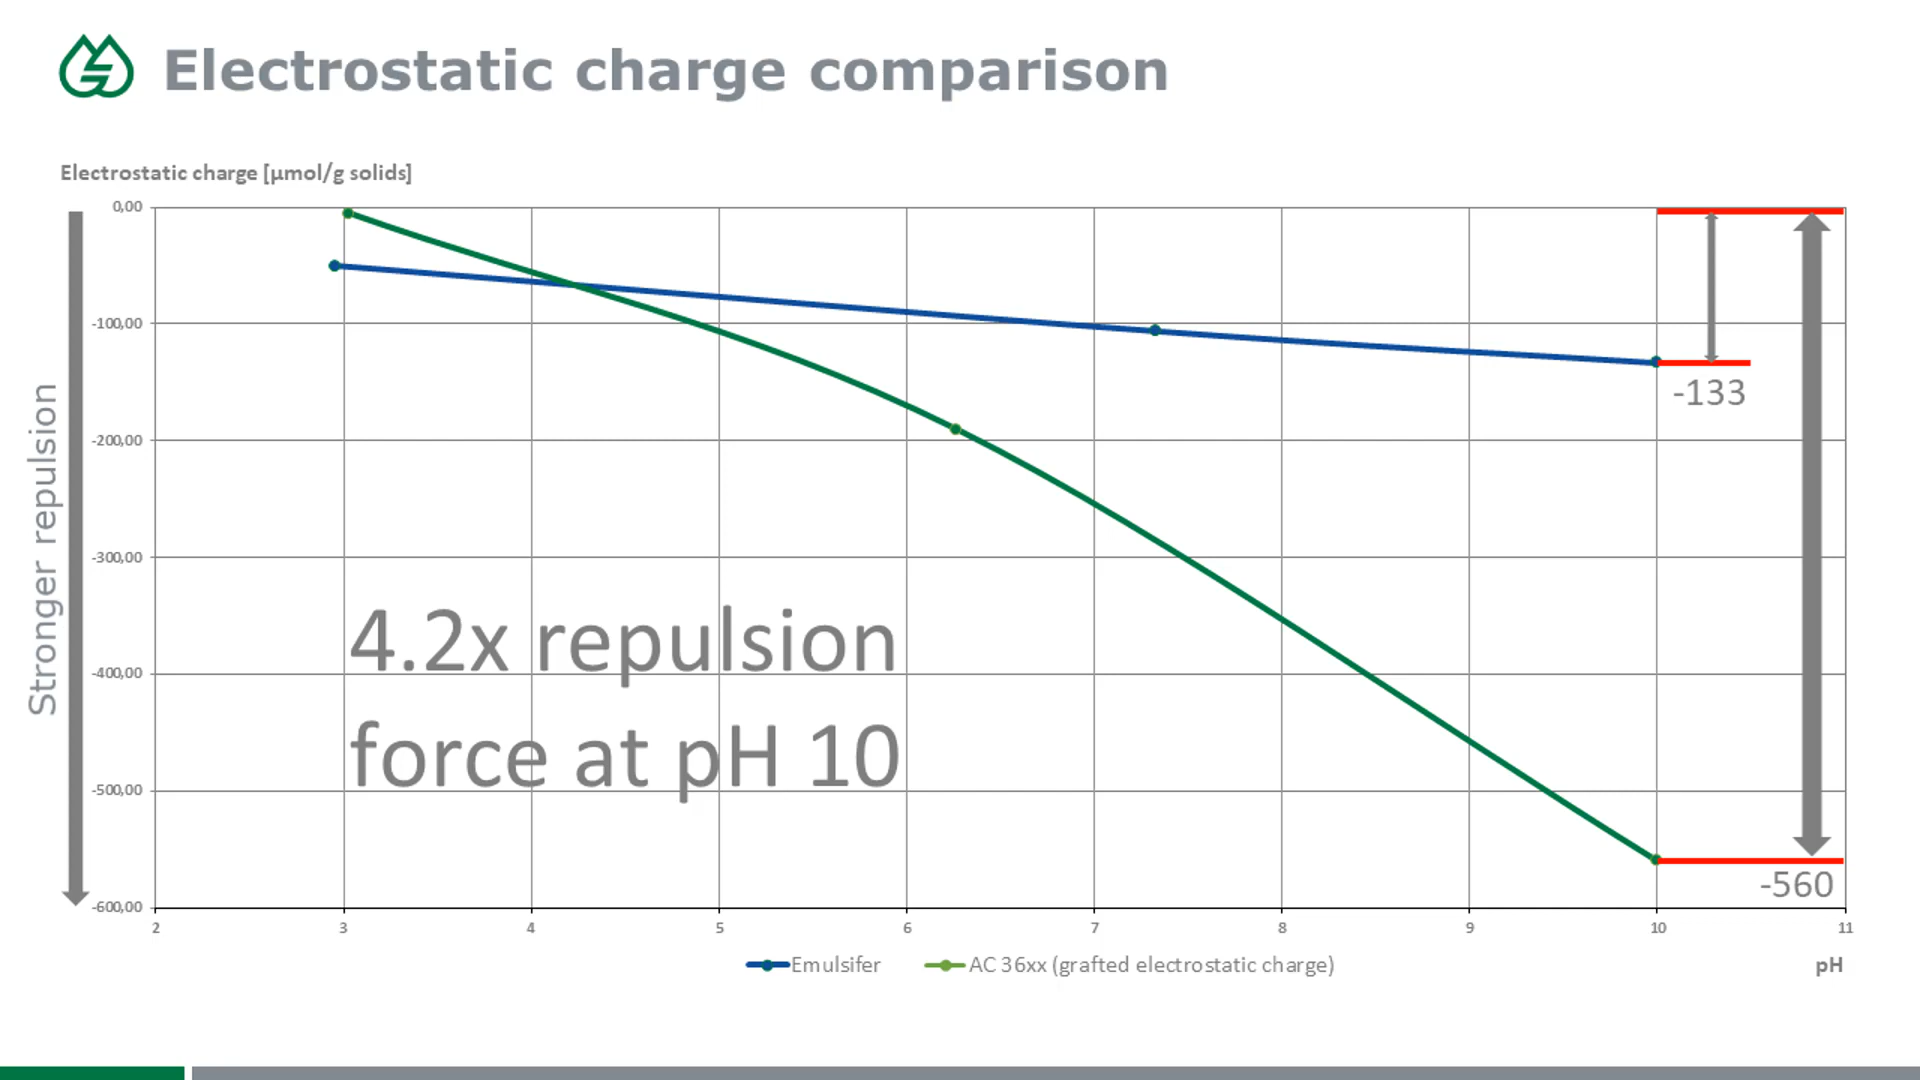 Electrostatic charge comparison
Electrostatic charge [µmol/g solids]
Stronger repulsion
0,00
-100,00
-200,00
-300,00
-400,00
-500,00
-600,00
-133
-560
4.2x repulsion
force at pH 10
2 3 4 5 6 7 8 9 10 11
Emulsifer AC 36xx (grafted electrostatic charge) pH